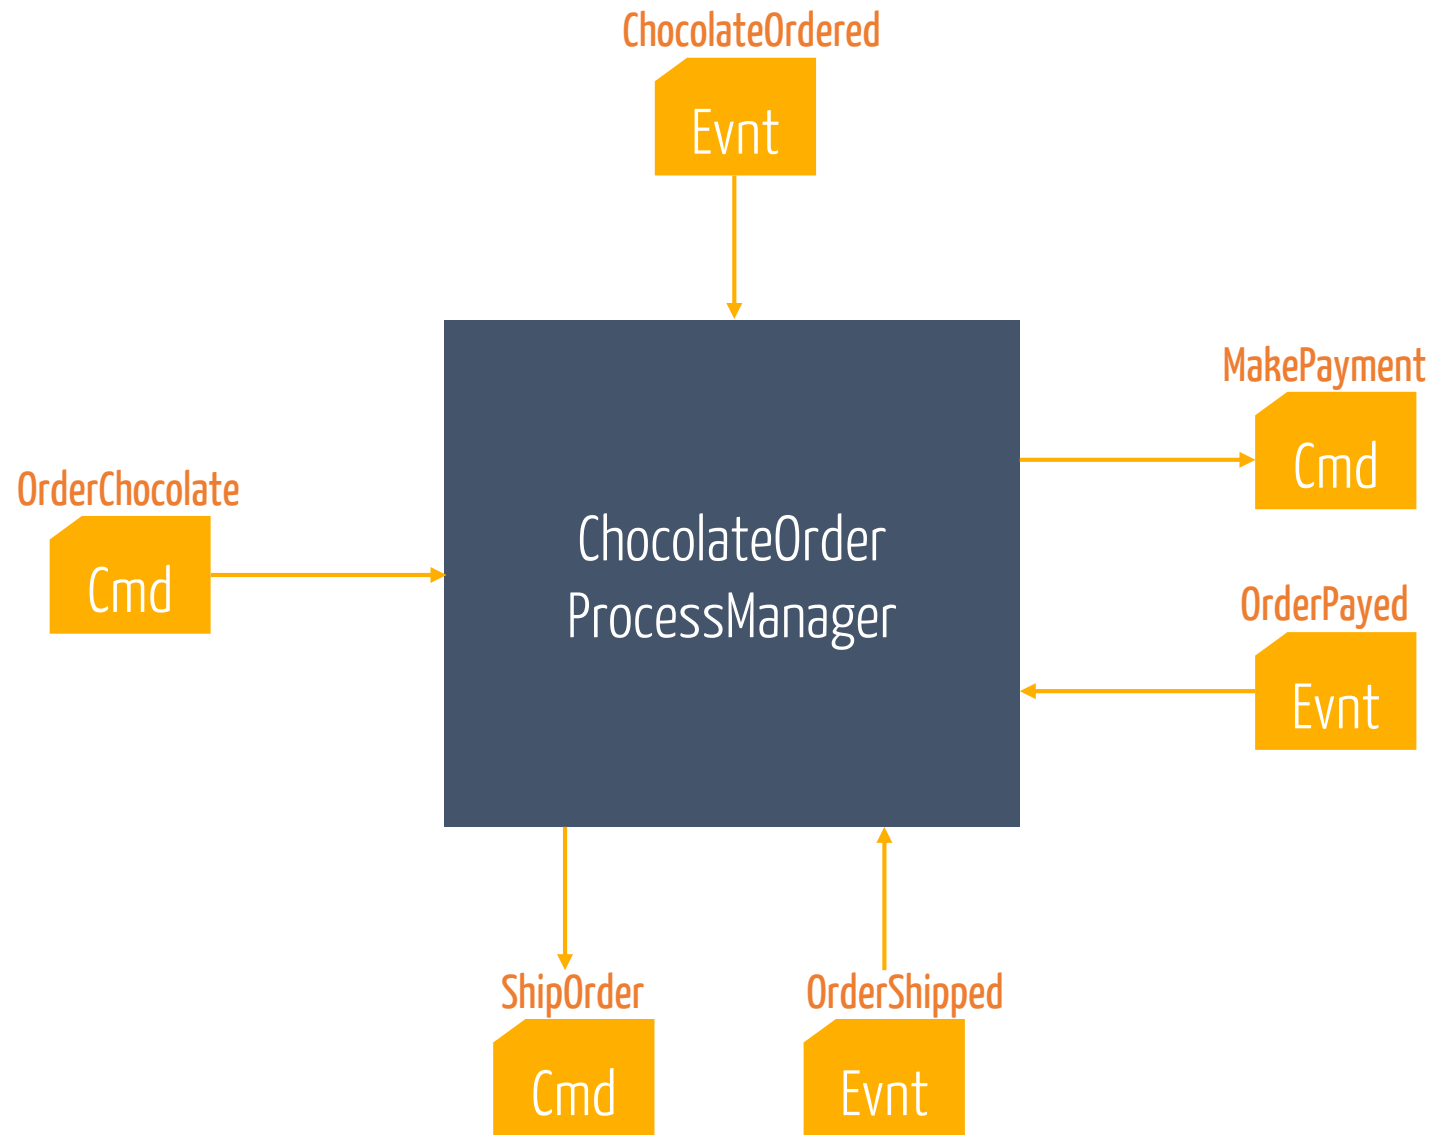 ChocolateOrdered
Evnt
MakePayment
Cmd
OrderChocolate
Cmd
ChocolateOrder
ProcessManager
OrderPayed
Evnt
ShipOrder
Cmd
OrderShipped
Evnt